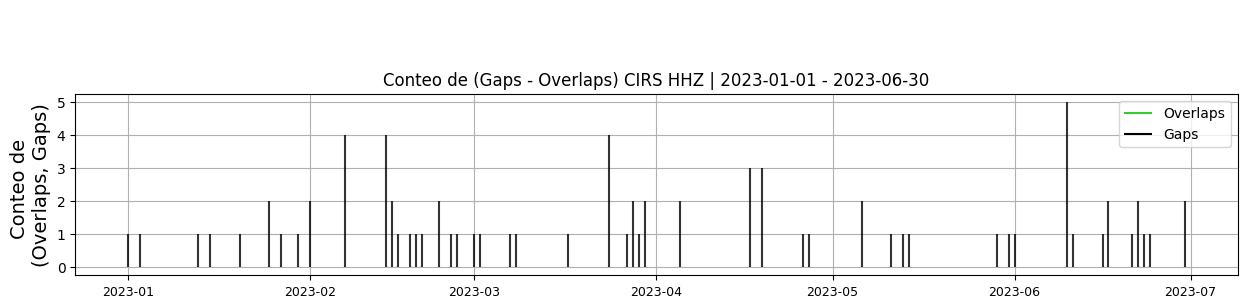 Conteo de (Gaps - Overlaps) CIRS HHZ | 2023-01-01 - 2023-06-30
Conteo de
(Overlaps, Gaps)
5
4
3
2
1
0
Overlaps
Gaps
2023-01
2023-02
2023-03
2023-04
2023-05
2023-06
2023-07